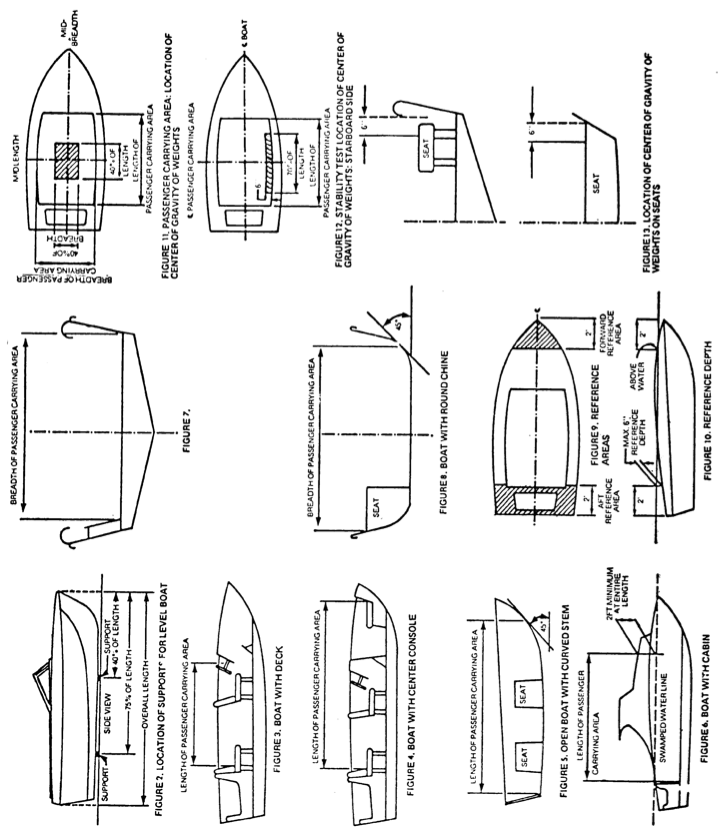 SUPPORT
SIDE VIEW
SUPPORT
40% OF LENGTH
75% OF LENGTH
OVERALL LENGTH
FIGURE 2. LOCATION OF SUPPORTS FOR LEVEL BOAT
LENGTH OF PASSENGER CARRYING AREA
FIGURE 3. BOAT WITH DECK
LENGTH OF PASSENGER CARRYING AREA
FIGURE 4. BOAT WITH CENTER CONSOLE
LENGTH OF PASSENGER CARRYING AREA
SEAT
SEAT
45°
FIGURE 5. OPEN BOAT WITH CURVED STEM
LENGTH OF PASSENGER
CARRYING AREA
2FT MINIMUM
AT ENTIRE
LENGTH
SWAMPED WATER LINE
FIGURE 6. BOAT WITH CABIN
BREADTH OF PASSENGER CARRYING AREA
FIGURE 7.
BREADTH OF PASSENGER CARRYING AREA
SEAT
45°
FIGURE 8. BOAT WITH ROUND CHINE
℄
2'
AFT
REFERENCE
AREA
2'
FORWARD
REFERENCE
AREA
FIGURE 9. REFERENCE
AREAS
MAX. 6"
REFERENCE
DEPTH
ABOVE
WATER
2'
2'
FIGURE 10. REFERENCE DEPTH
MIDLENGTH
MID-
BREADTH
BREADTH OF PASSENGER
CARRYING AREA
40% OF
BREADTH
40% OF
LENGTH
LENGTH OF
PASSENGER CARRYING AREA
FIGURE 11. PASSENGER CARRYING AREA: LOCATION OF
CENTER OF GRAVITY OF WEIGHTS
℄ PASSENGER CARRYING AREA
℄ BOAT
6
70% OF
LENGTH
LENGTH OF
PASSENGER CARRYING AREA
FIGURE 12. STABILITY TEST LOCATION OF CENTER OF
GRAVITY OF WEIGHTS: STARBOARD SIDE
6"
SEAT
6"
SEAT
FIGURE 13. LOCATION OF CENTER OF GRAVITY OF
WEIGHTS ON SEATS